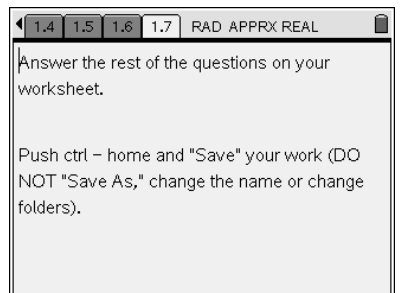 1.4 1.5 1.6 1.7 RAD APPRX REAL
Answer the rest of the questions on your
worksheet.
Push ctrl – home and "Save" your work (DO
NOT "Save As," change the name or change
folders).